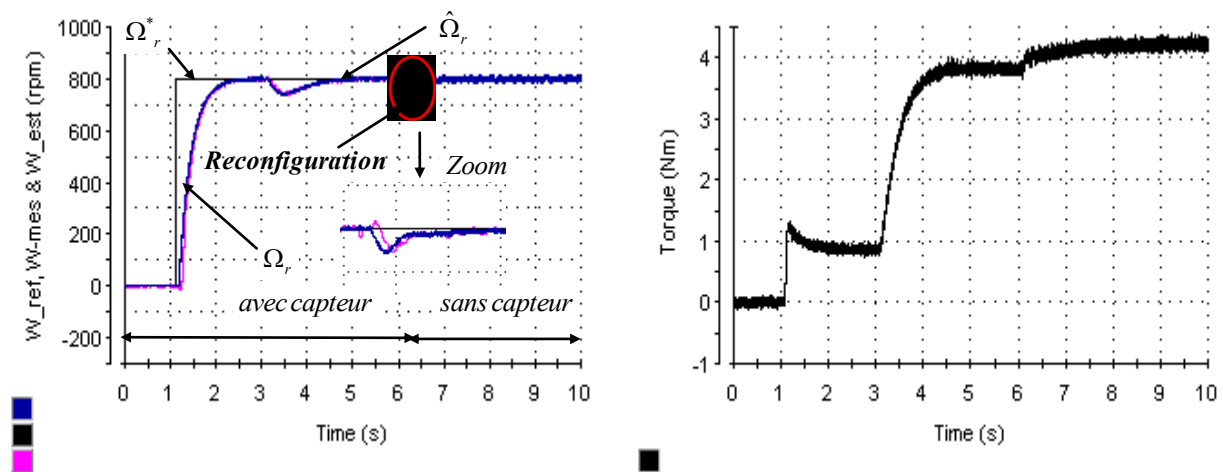 Ω*r
Ω̂r
W_ref, W-mes & W_est (rpm)
1000
800
600
400
200
0
-200
Reconfiguration
Zoom
Ωr
avec capteur
sans capteur
0 1 2 3 4 5 6 7 8 9 10
Time (s)
Torque (Nm)
4
3
2
1
0
-1
0 1 2 3 4 5 6 7 8 9 10
Time (s)